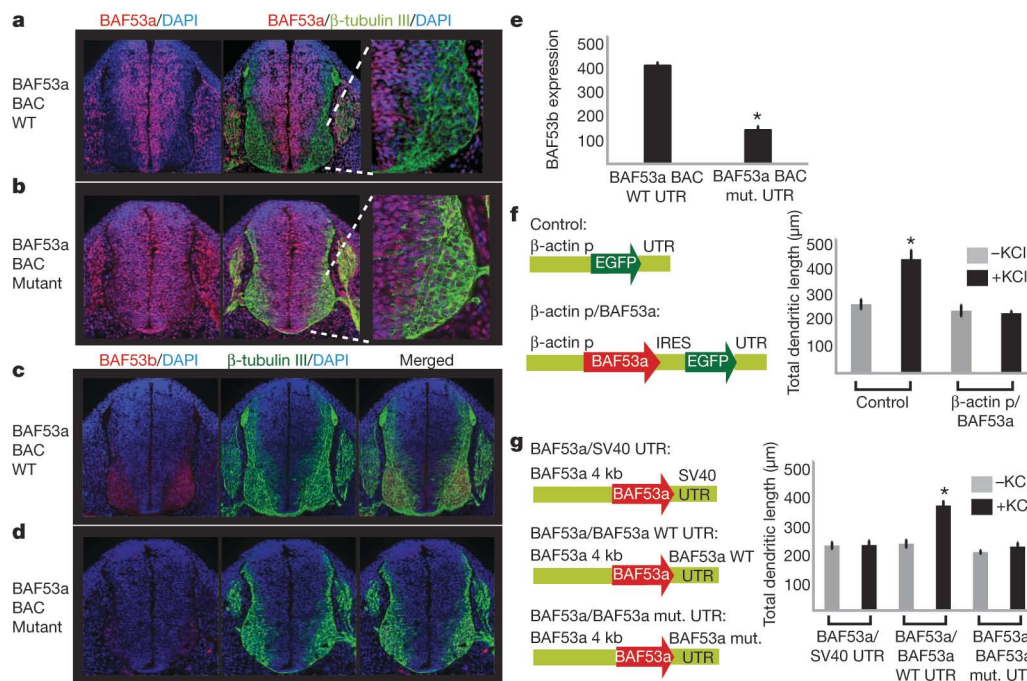 a
BAF53a/DAPI
BAF53a/β-tubulin III/DAPI
BAF53a
BAC
WT
b
BAF53a
BAC
Mutant
BAF53b/DAPI
β-tubulin III/DAPI
Merged
c
BAF53a
BAC
WT
d
BAF53a
BAC
Mutant
e
BAF53b expression
500
400
300
200
100
*
BAF53a BAC
WT UTR
BAF53a BAC
mut. UTR
f
Control:
β-actin p
UTR
EGFP
β-actin p/BAF53a:
β-actin p
IRES
UTR
BAF53a
EGFP
Total dendritic length (µm)
500
400
300
200
100
*
–KCl
+KCl
Control
β-actin p/
BAF53a
g
BAF53a/SV40 UTR:
BAF53a 4 kb
SV40
BAF53a
UTR
BAF53a/BAF53a WT UTR:
BAF53a 4 kb
BAF53a WT
BAF53a
UTR
BAF53a/BAF53a mut. UTR:
BAF53a 4 kb
BAF53a mut.
BAF53a
UTR
Total dendritic length (µm)
500
400
300
200
100
*
–KC
+KC
BAF53a/
SV40 UTR
BAF53a/
BAF53a
WT UTR
BAF53a
BAF53a
mut. UT